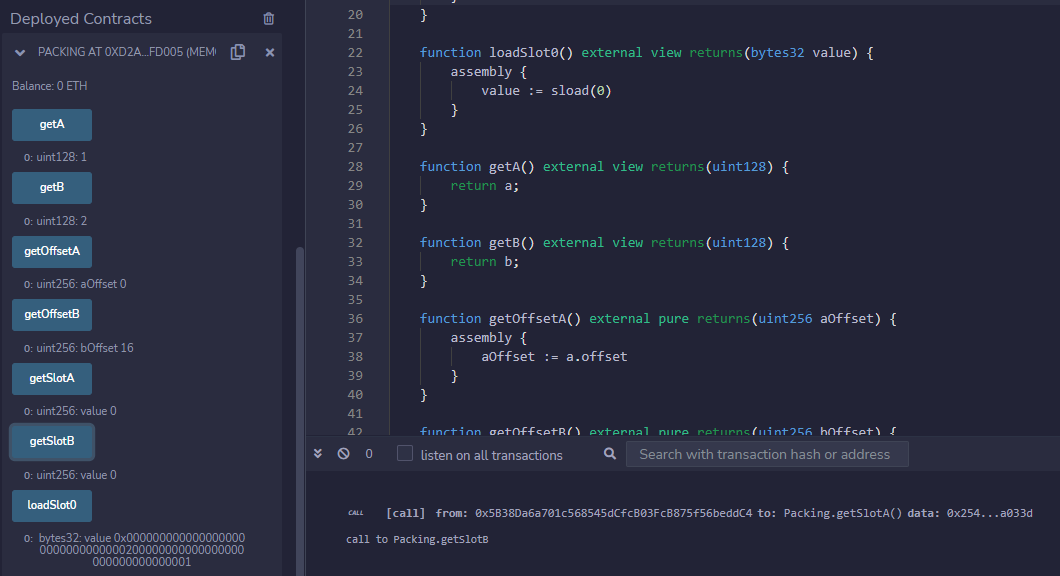 Deployed Contracts
PACKING AT 0XD2A...FD005 (MEMO
Balance: 0 ETH
getA
0: uint128: 1
getB
0: uint128: 2
getOffsetA
0: uint256: aOffset 0
getOffsetB
0: uint256: bOffset 16
getSlotA
0: uint256: value 0
getSlotB
0: uint256: value 0
loadSlot0
0: bytes32: value 0x000000000000000000
0000000000000200000000000000000
000000000000001
20 }
21
22 function loadSlot0() external view returns(bytes32 value) {
23 assembly {
24 value := sload(0)
25 }
26 }
27
28 function getA() external view returns(uint128) {
29 return a;
30 }
31
32 function getB() external view returns(uint128) {
33 return b;
34 }
35
36 function getOffsetA() external pure returns(uint256 aOffset) {
37 assembly {
38 aOffset := a.offset
39 }
40 }
41
42 function getOffsetB() external pure returns(uint256 bOffset) {
0
listen on all transactions
Search with transaction hash or address
CALL [call] from: 0x5B38Da6a701c568545dCfcB03FcB875f56beddC4 to: Packing.getSlotA() data: 0x254...a033d
call to Packing.getSlotB